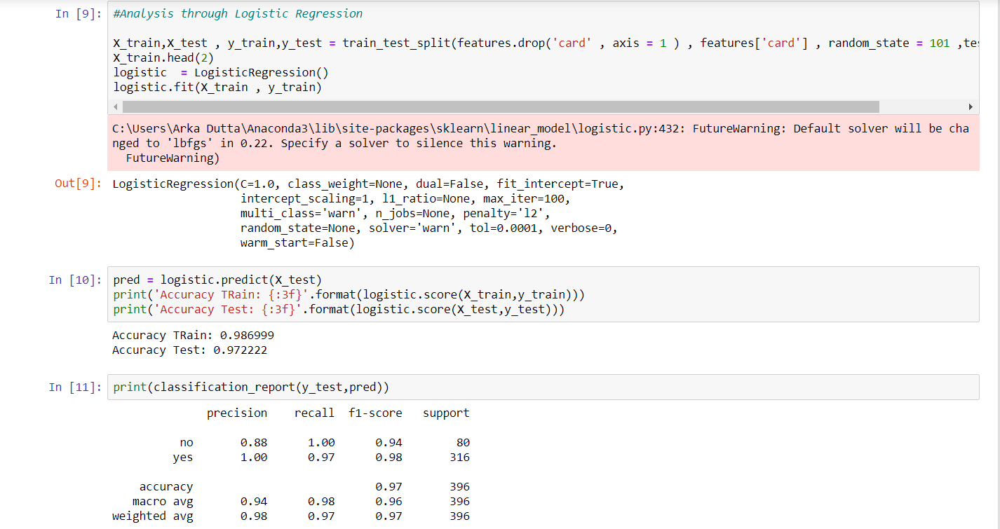 In [9]: #Analysis through Logistic Regression
X_train,X_test , y_train,y_test = train_test_split(features.drop('card' , axis = 1 ) , features['card'] , random_state = 101 ,tes
X_train.head(2)
logistic  = LogisticRegression()
logistic.fit(X_train , y_train)
C:\Users\Arka Dutta\Anaconda3\lib\site-packages\sklearn\linear_model\logistic.py:432: FutureWarning: Default solver will be cha
nged to 'lbfgs' in 0.22. Specify a solver to silence this warning.
  FutureWarning)
Out[9]: LogisticRegression(C=1.0, class_weight=None, dual=False, fit_intercept=True,
                   intercept_scaling=1, l1_ratio=None, max_iter=100,
                   multi_class='warn', n_jobs=None, penalty='l2',
                   random_state=None, solver='warn', tol=0.0001, verbose=0,
                   warm_start=False)
In [10]: pred = logistic.predict(X_test)
print('Accuracy TRain: {:3f}'.format(logistic.score(X_train,y_train)))
print('Accuracy Test: {:3f}'.format(logistic.score(X_test,y_test)))
Accuracy TRain: 0.986999
Accuracy Test: 0.972222
In [11]: print(classification_report(y_test,pred))
              precision    recall  f1-score   support
          no       0.88      1.00      0.94        80
         yes       1.00      0.97      0.98       316
    accuracy                           0.97       396
   macro avg       0.94      0.98      0.96       396
weighted avg       0.98      0.97      0.97       396